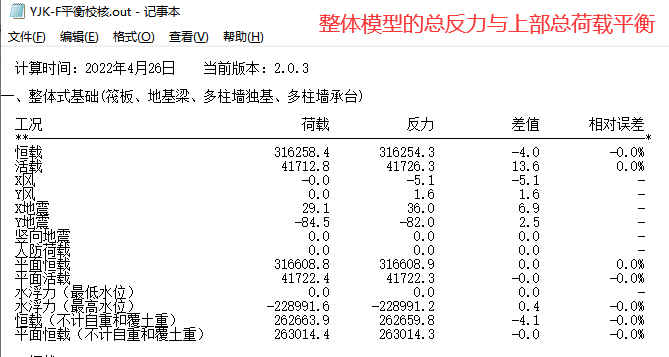 YJK-F平衡校核.out - 记事本
整体模型的总反力与上部总荷载平衡
文件(F) 编辑(E) 格式(O) 查看(V) 帮助(H)
计算时间: 2022年4月26日 当前版本: 2.0.3
一、整体式基础(筏板、地基梁、多柱墙独基、多柱墙承台)
工况 荷载 反力 差值 相对误差
**----------*
恒载 316258.4 316254.3 -4.0 -0.0%
活载 41712.8 41726.3 13.6 0.0%
X风 -0.0 -5.1 -5.1 -
Y风 0.0 1.6 1.6 -
X地震 29.1 36.0 6.9 -
Y地震 -84.5 -82.0 2.5 -
竖向地震 0.0 0.0 0.0 -
人防荷载 0.0 0.0 0.0 -
平面恒载 316608.8 316608.9 0.0 0.0%
平面活载 41722.4 41722.3 -0.0 -0.0%
水浮力（最低水位） 0.0 0.0 0.0 -
水浮力（最高水位） -228991.6 -228991.2 0.4 -0.0%
恒载（不计自重和覆土重） 262663.9 262659.8 -4.1 -0.0%
平面恒载（不计自重和覆土重） 263014.4 263014.3 -0.0 -0.0%